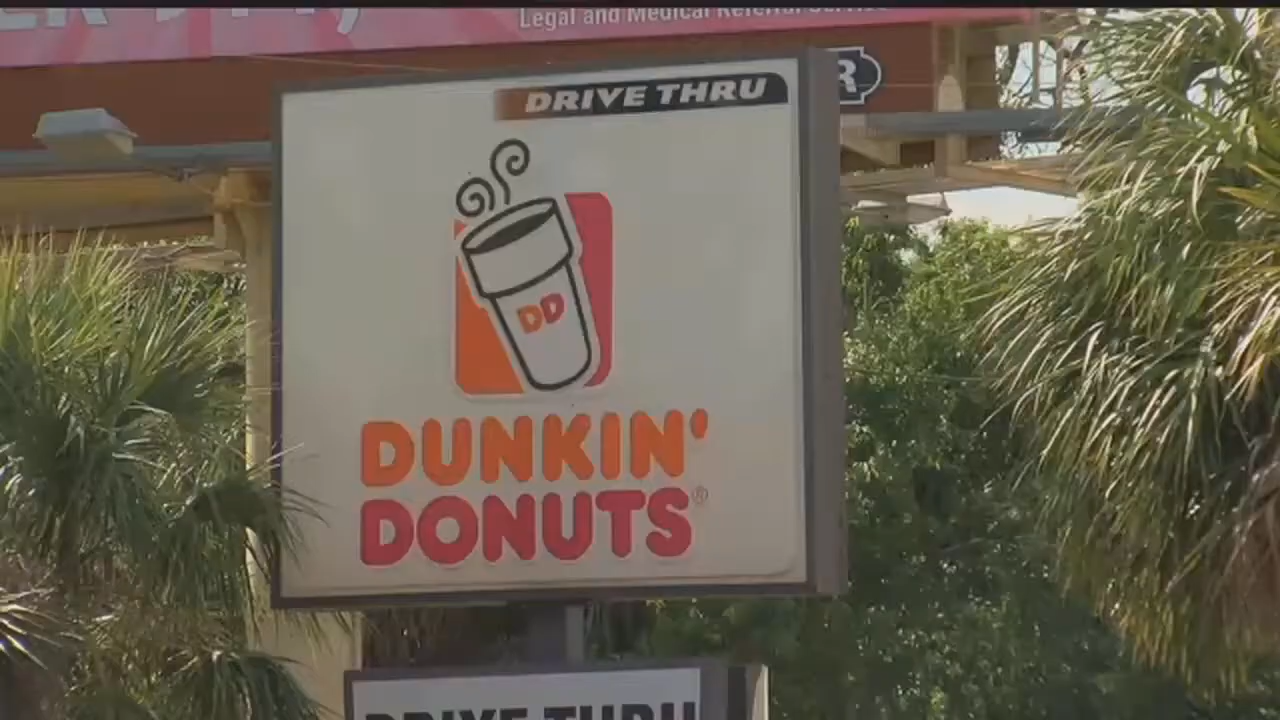 Legal and Medical Referral Service
R
DRIVE THRU
DD
DUNKIN'
DONUTS®
DRIVE THRU